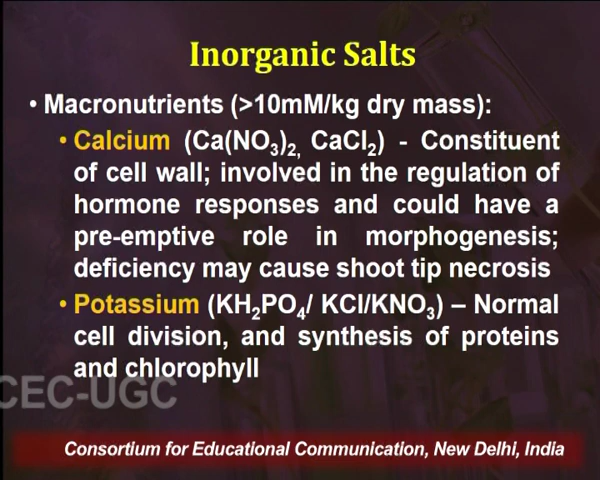 Inorganic Salts
• Macronutrients (>10mM/kg dry mass):
• Calcium (Ca(NO₃)₂, CaCl₂) - Constituent
of cell wall; involved in the regulation of
hormone responses and could have a
pre-emptive role in morphogenesis;
deficiency may cause shoot tip necrosis
• Potassium (KH₂PO₄/ KCl/KNO₃) – Normal
cell division, and synthesis of proteins
and chlorophyll
CEC-UGC
Consortium for Educational Communication, New Delhi, India